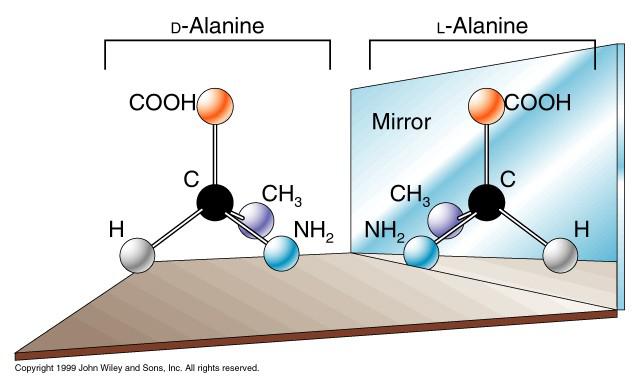 D-Alanine
L-Alanine
COOH
C
CH3
NH2
H
Mirror
COOH
C
CH3
NH2
H
Copyright 1999 John Wiley and Sons, Inc. All rights reserved.